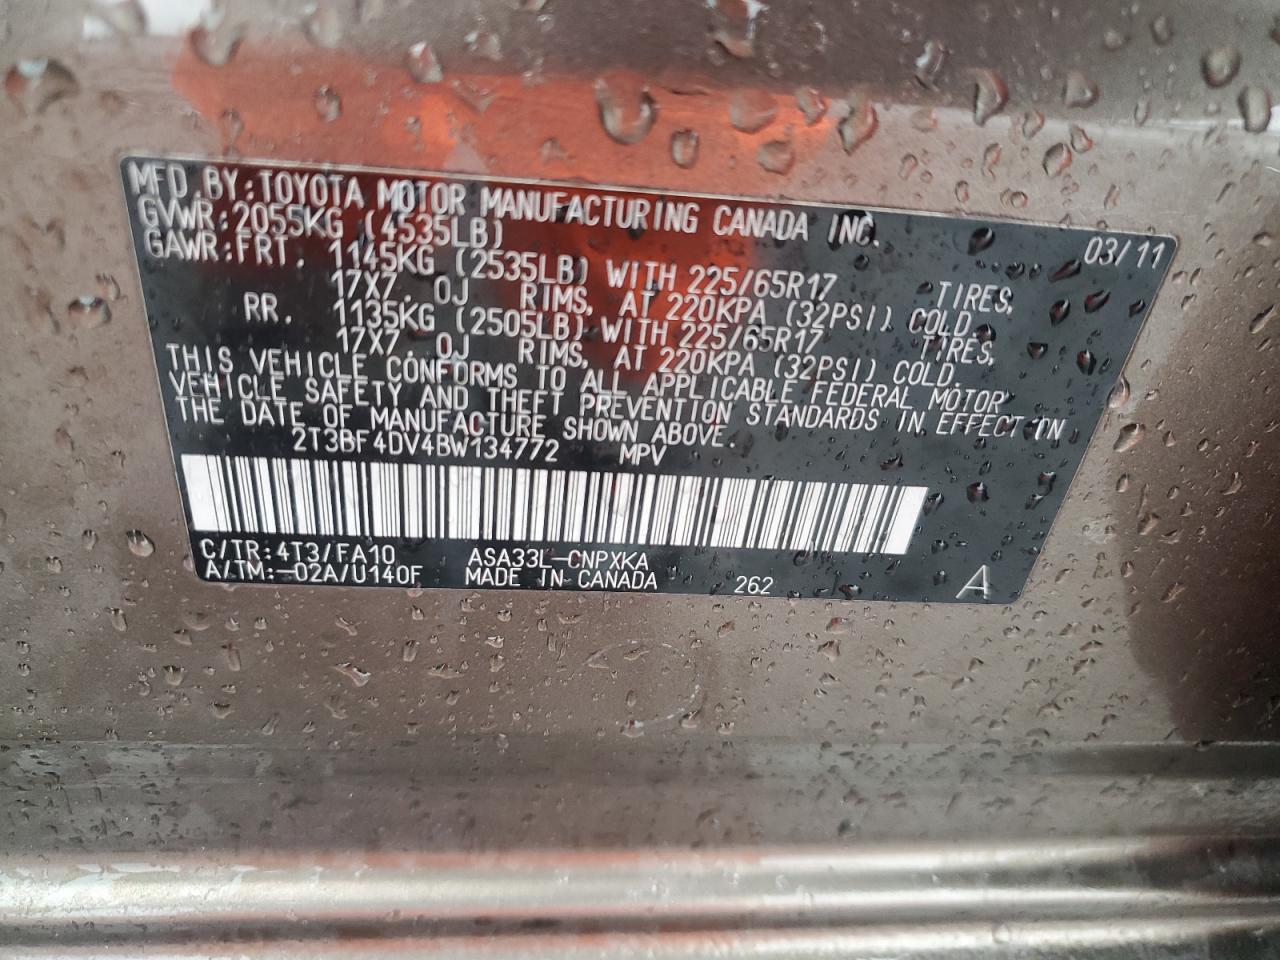 MFD. BY: TOYOTA MOTOR MANUFACTURING CANADA INC. 03/11
GVWR: 2055KG (4535LB)
GAWR: FRT. 1145KG (2535LB) WITH 225/65R17 TIRES,
17X7.0J RIMS, AT 220KPA (32PSI) COLD.
RR. 1135KG (2505LB) WITH 225/65R17 TIRES,
17X7.0J RIMS, AT 220KPA (32PSI) COLD.
THIS VEHICLE CONFORMS TO ALL APPLICABLE FEDERAL MOTOR
VEHICLE SAFETY AND THEFT PREVENTION STANDARDS IN EFFECT ON
THE DATE OF MANUFACTURE SHOWN ABOVE.
2T3BF4DV4BW134772 MPV
C/TR: 4T3/FA10 ASA33L-CNPXKA
A/TM: -02A/U140F MADE IN CANADA 262 A